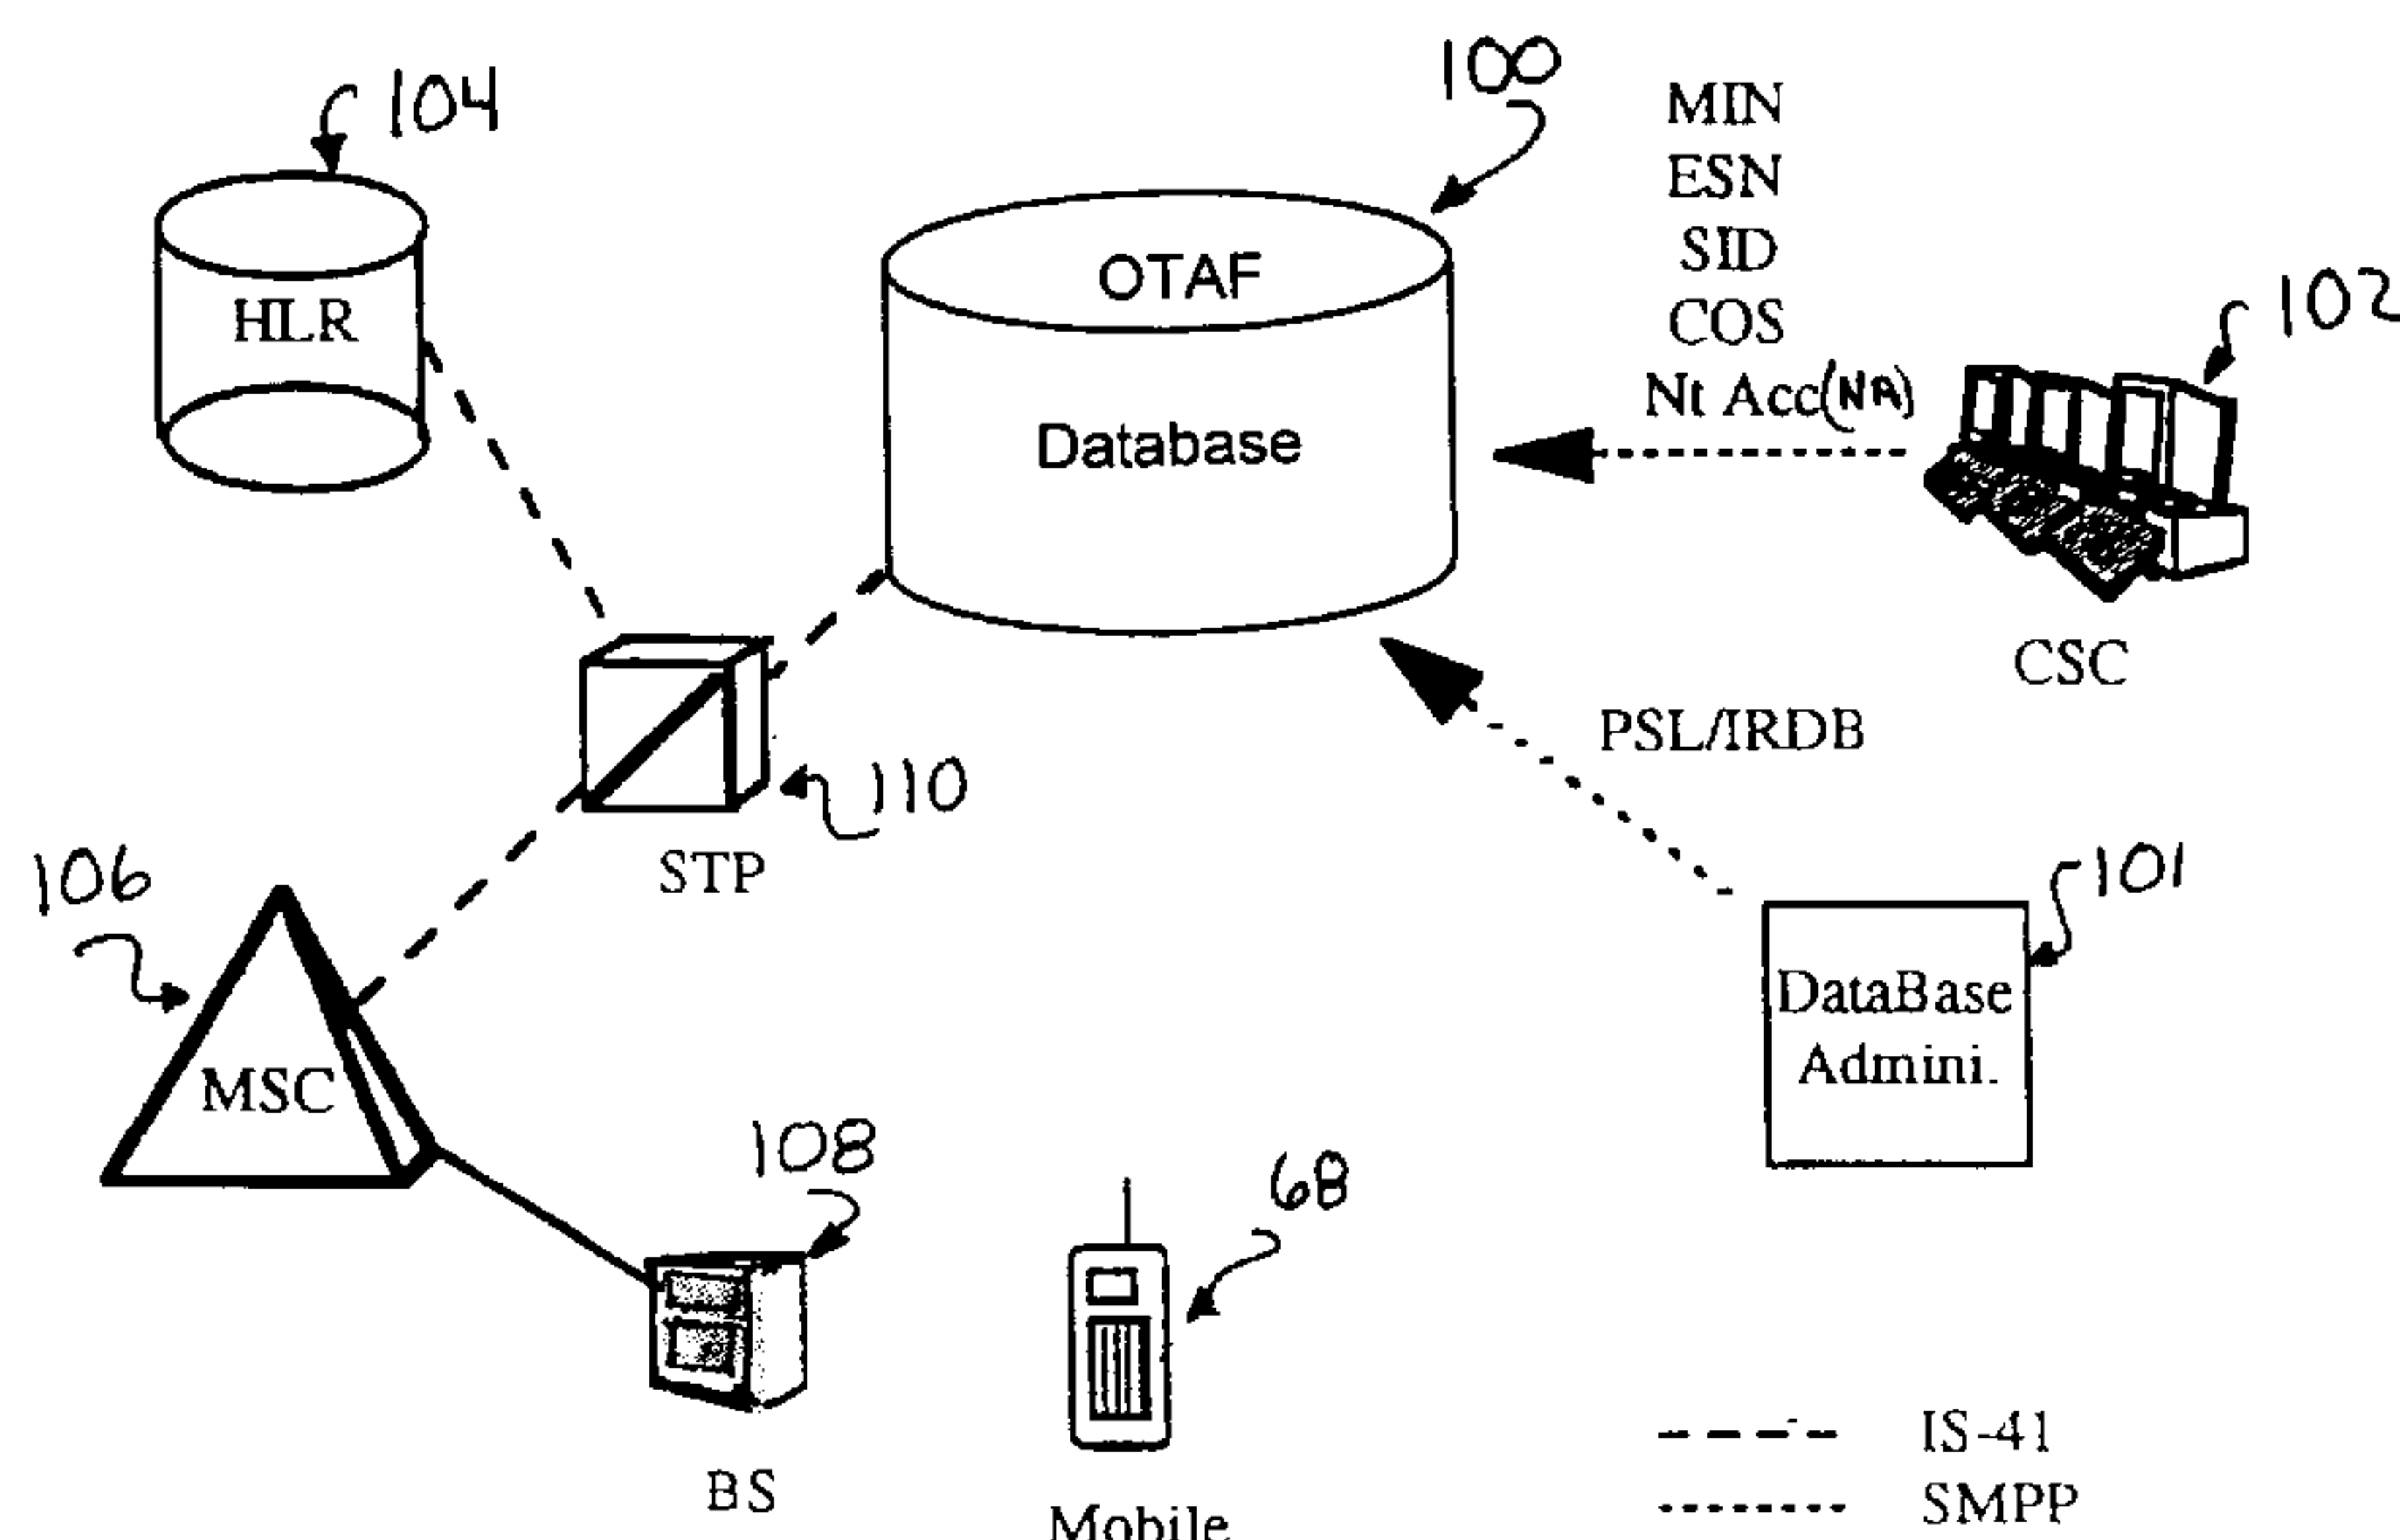 104
100
MIN
ESN
SID
COS
Nt Acc(NA)
102
HLR
OTAF
Database
CSC
PSL/IRDB
110
STP
106
101
DataBase
Admini.
MSC
108
68
BS
Mobile
IS-41
SMPP